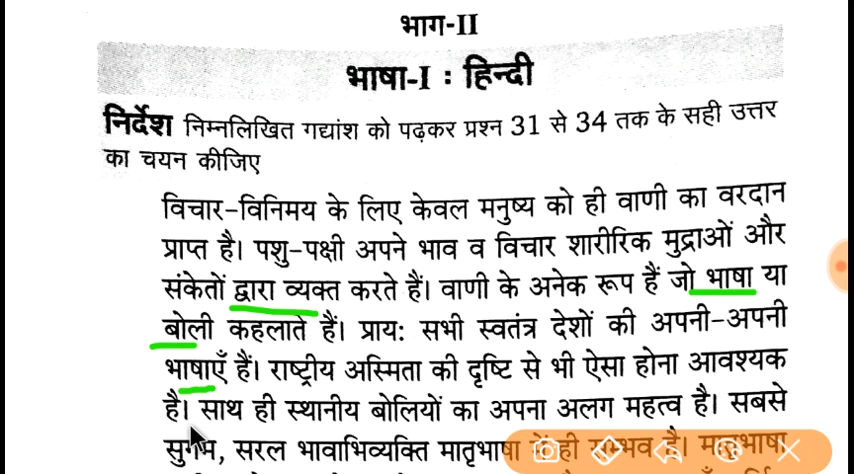 भाग-II
भाषा-I : हिन्दी
निर्देश निम्नलिखित गद्यांश को पढ़कर प्रश्न 31 से 34 तक के सही उत्तर
का चयन कीजिए
विचार-विनिमय के लिए केवल मनुष्य को ही वाणी का वरदान
प्राप्त है। पशु-पक्षी अपने भाव व विचार शारीरिक मुद्राओं और
संकेतों द्वारा व्यक्त करते हैं। वाणी के अनेक रूप हैं जो भाषा या
बोली कहलाते हैं। प्राय: सभी स्वतंत्र देशों की अपनी-अपनी
भाषाएँ हैं। राष्ट्रीय अस्मिता की दृष्टि से भी ऐसा होना आवश्यक
है। साथ ही स्थानीय बोलियों का अपना अलग महत्व है। सबसे
सुगम, सरल भावाभिव्यक्ति मातृभाषा में ही सम्भव है। मातृभाषा